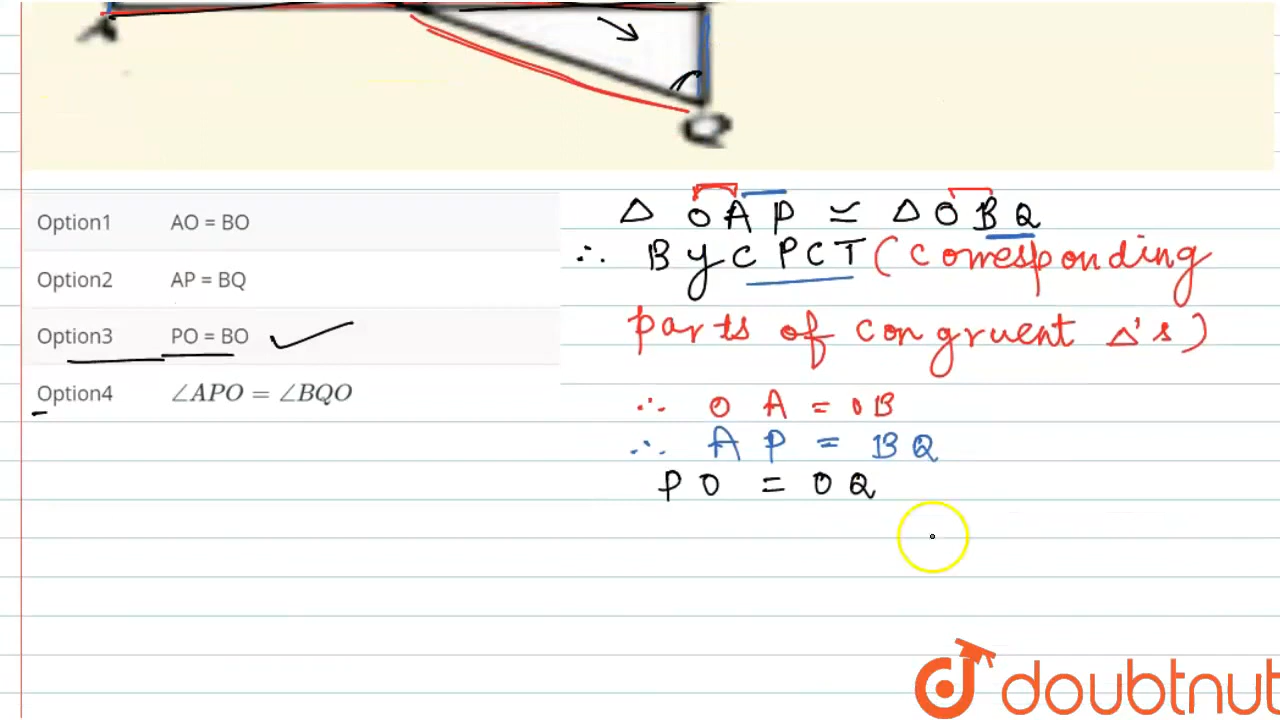 A
Q
Option1 AO = BO
Option2 AP = BQ
Option3 PO = BO
Option4 ∠APO = ∠BQO
△ OAP ≅ △ OBQ
∴ By CPCT (Corresponding
parts of congruent △'s)
∴ OA = OB
∴ AP = BQ
PO = OQ
doubtnut